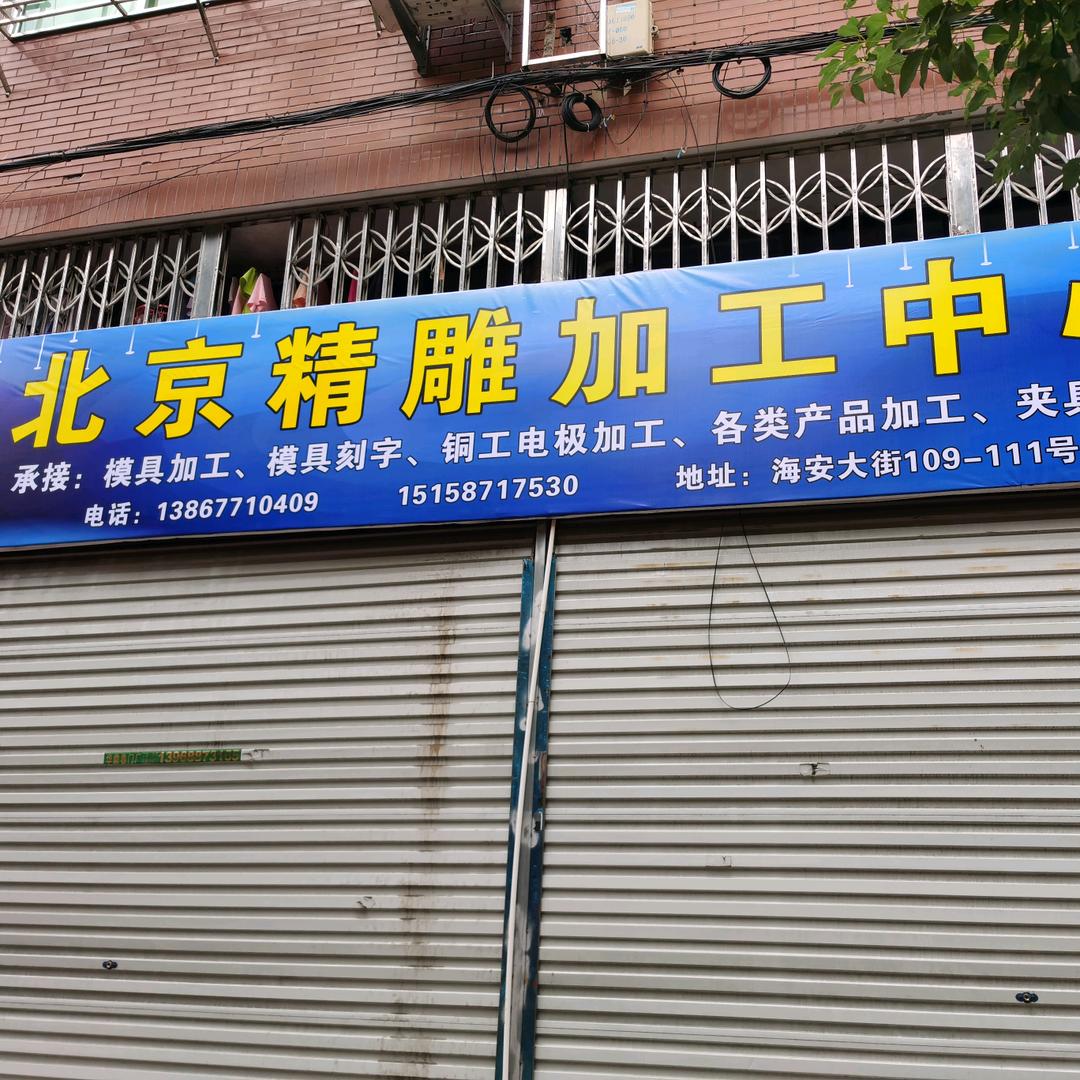 北京精雕加工中
承接：模具加工、模具刻字、铜工电极加工、各类产品加工、夹具
电话：13867710409 15158717530 地址：海安大街109-111号